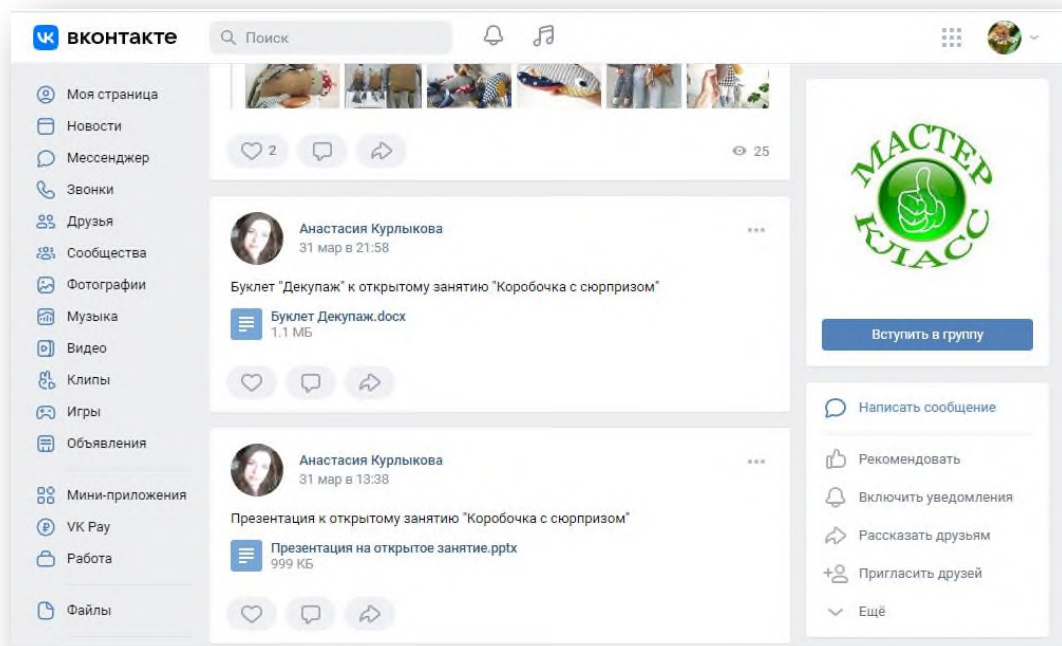 вконтакте
Поиск
Моя страница
Новости
Мессенджер
Звонки
Друзья
Сообщества
Фотографии
Музыка
Видео
Клипы
Игры
Объявления
Мини-приложения
VK Pay
Работа
Файлы
2
25
Анастасия Курлыкова
31 мар в 21:58
Буклет "Декупаж" к открытому занятию "Коробочка с сюрпризом"
Буклет Декупаж.docx
1.1 МБ
Анастасия Курлыкова
31 мар в 13:38
Презентация к открытому занятию "Коробочка с сюрпризом"
Презентация на открытое занятие.pptx
999 КБ
МАСТЕР
КЛАСС
Вступить в группу
Написать сообщение
Рекомендовать
Включить уведомления
Рассказать друзьям
Пригласить друзей
Ещё